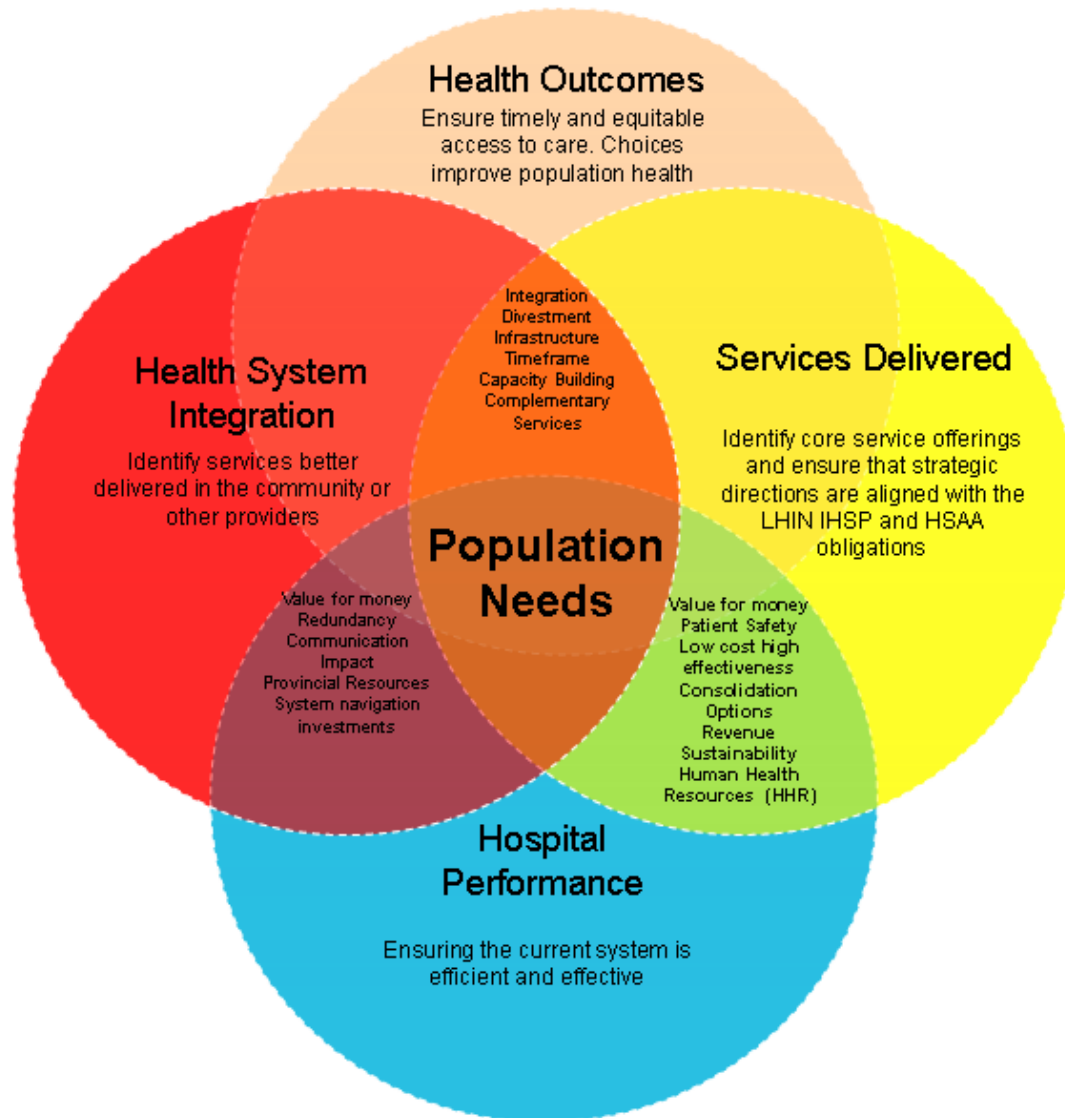 Health Outcomes
Ensure timely and equitable
access to care. Choices
improve population health
Integration
Divestment
Infrastructure
Timeframe
Capacity Building
Complementary
Services
Health System
Integration
Identify services better
delivered in the community or
other providers
Services Delivered
Identify core service offerings
and ensure that strategic
directions are aligned with the
LHIN IHSP and HSAA
obligations
Population
Needs
Value for money
Redundancy
Communication
Impact
Provincial Resources
System navigation
investments
Value for money
Patient Safety
Low cost high
effectiveness
Consolidation
Options
Revenue
Sustainability
Human Health
Resources (HHR)
Hospital
Performance
Ensuring the current system is
efficient and effective